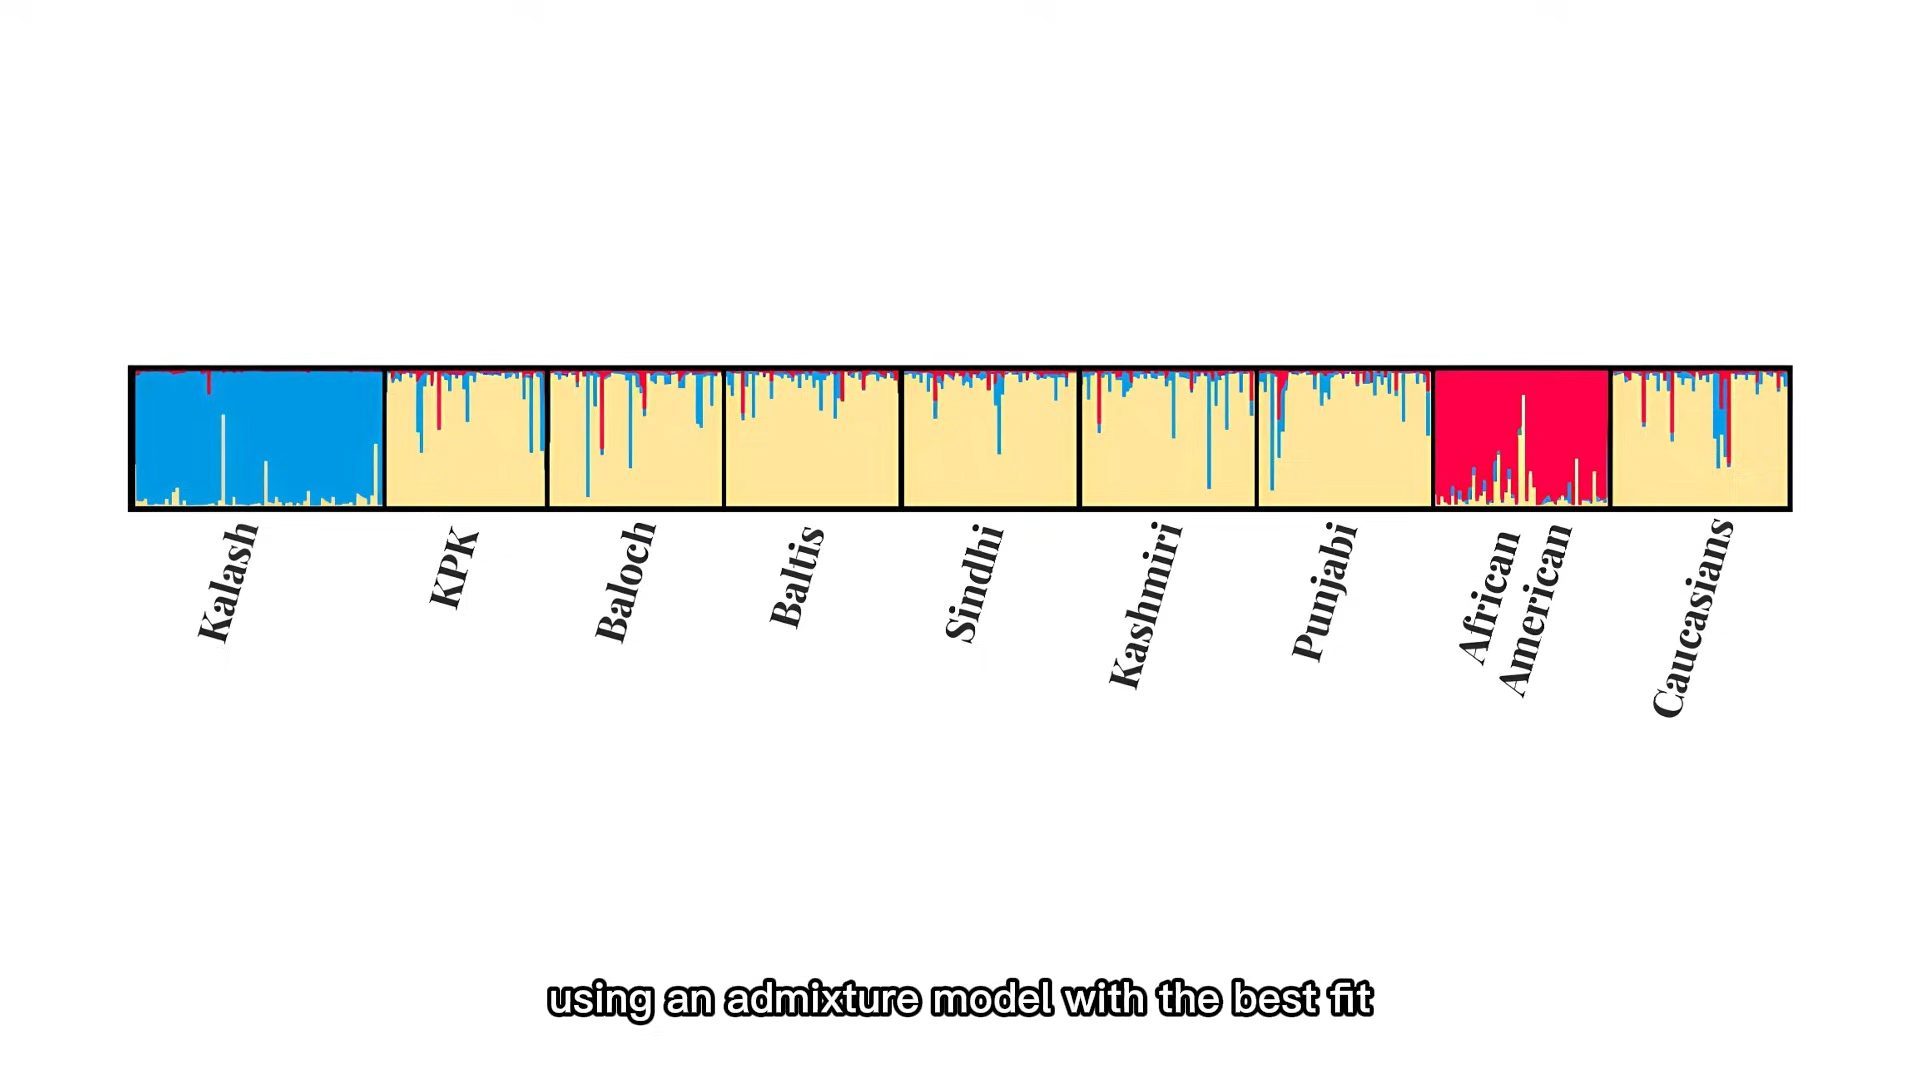 Kalash
KPK
Baloch
Baltis
Sindhi
Kashmiri
Punjabi
African
American
Caucasians
using an admixture model with the best fit